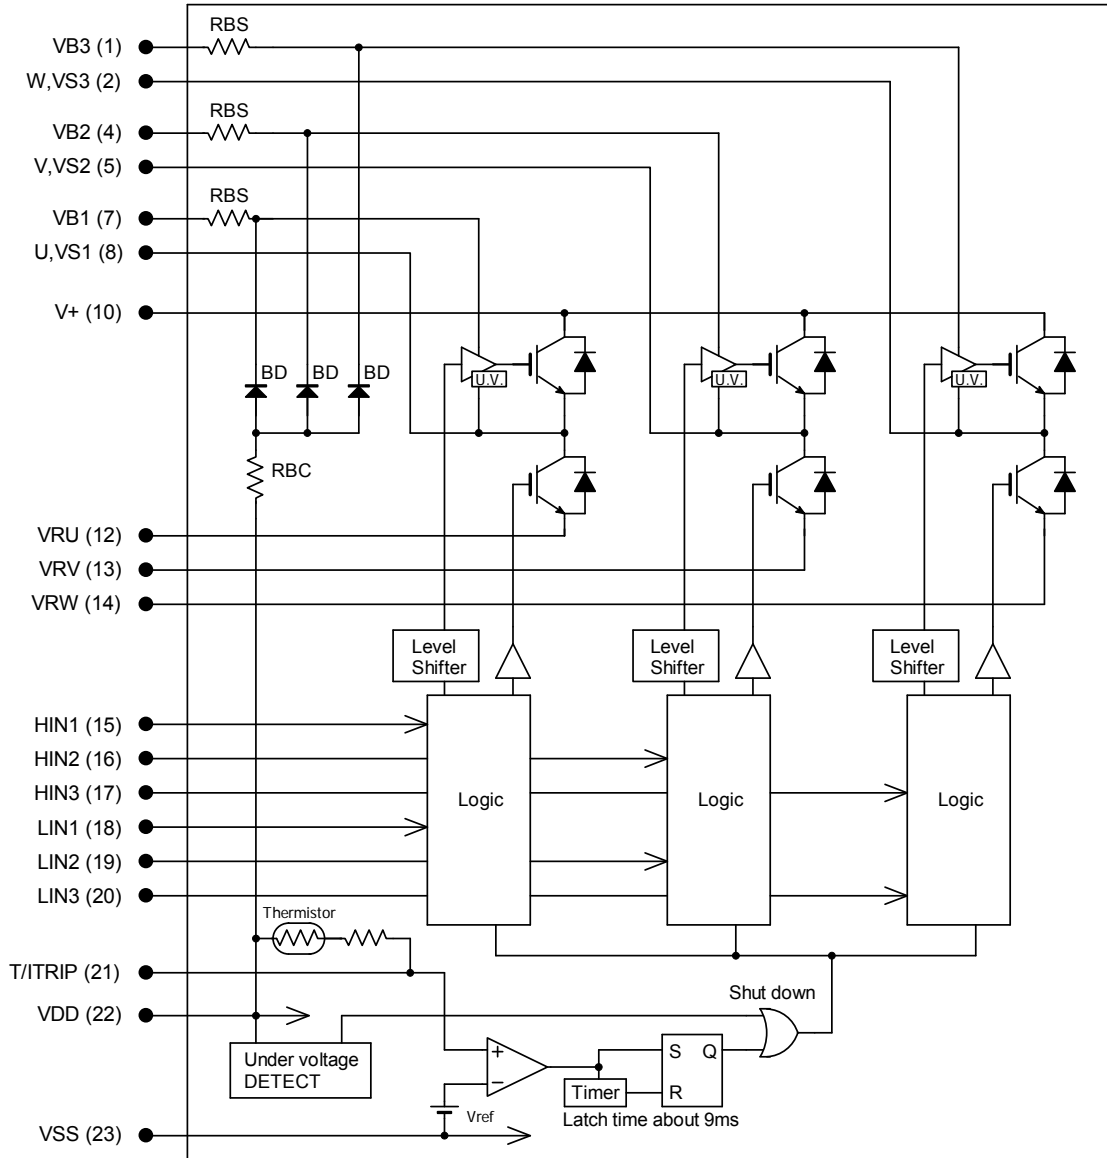 RBS
VB3 (1)
W,VS3 (2)
RBS
VB2 (4)
V,VS2 (5)
RBS
VB1 (7)
U,VS1 (8)
V+ (10)
BD BD BD
U.V. U.V. U.V.
RBC
VRU (12)
VRV (13)
VRW (14)
Level
Shifter
Level
Shifter
Level
Shifter
HIN1 (15)
HIN2 (16)
HIN3 (17)
Logic Logic Logic
LIN1 (18)
LIN2 (19)
LIN3 (20)
Thermistor
T/ITRIP (21)
Shut down
VDD (22)
Under voltage
DETECT
+
−
S Q
R
Timer
Vref
Latch time about 9ms
VSS (23)